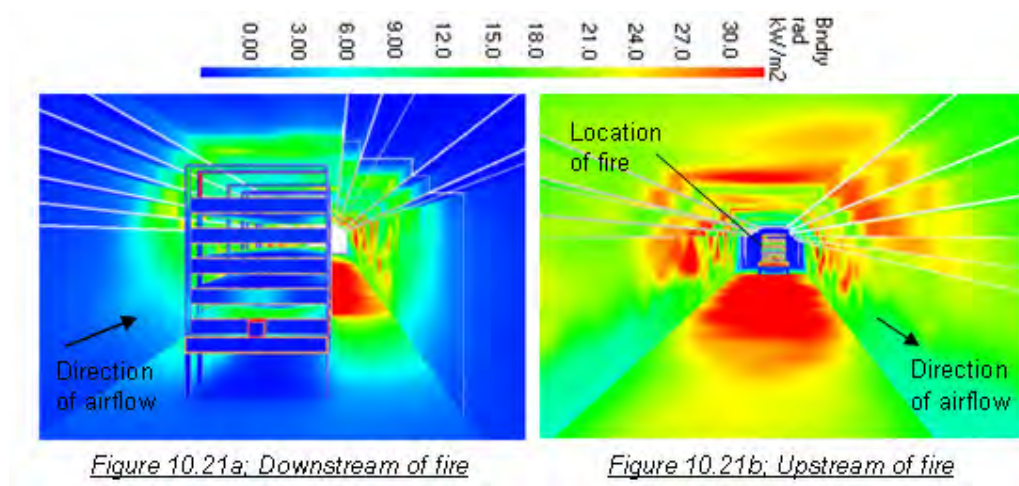 0.00 3.00 6.00 9.00 12.0 15.0 18.0 21.0 24.0 27.0 30.0
Bndry
rad
kW/m2
Location
of fire
Direction
of airflow
Direction
of airflow
Figure 10.21a; Downstream of fire
Figure 10.21b; Upstream of fire